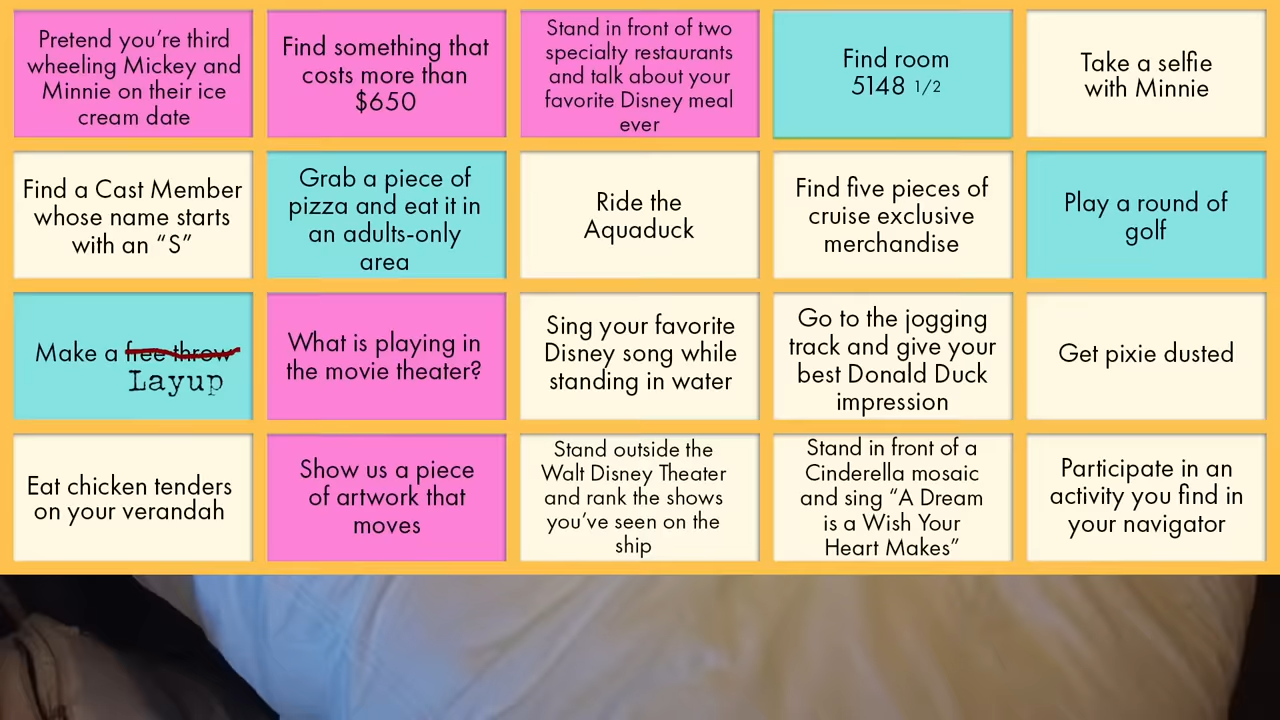 Pretend you’re third
wheeling Mickey and
Minnie on their ice
cream date
Find something that
costs more than
$650
Stand in front of two
specialty restaurants
and talk about your
favorite Disney meal
ever
Find room
5148 1/2
Take a selfie
with Minnie
Find a Cast Member
whose name starts
with an “S”
Grab a piece of
pizza and eat it in
an adults-only
area
Ride the
Aquaduck
Find five pieces of
cruise exclusive
merchandise
Play a round of
golf
Make a free throw
Layup
What is playing in
the movie theater?
Sing your favorite
Disney song while
standing in water
Go to the jogging
track and give your
best Donald Duck
impression
Get pixie dusted
Eat chicken tenders
on your verandah
Show us a piece
of artwork that
moves
Stand outside the
Walt Disney Theater
and rank the shows
you’ve seen on the
ship
Stand in front of a
Cinderella mosaic
and sing “A Dream
is a Wish Your
Heart Makes”
Participate in an
activity you find in
your navigator